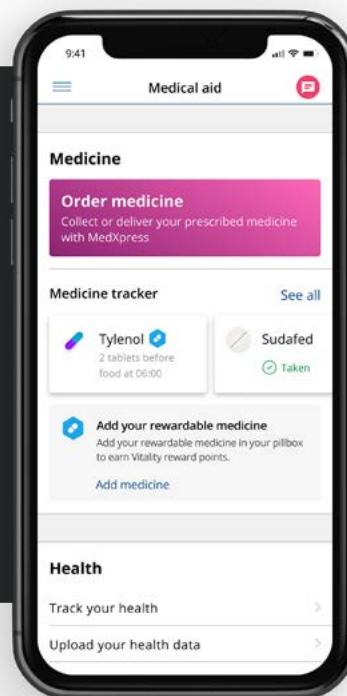 9:41
Medical aid
Medicine
Order medicine
Collect or deliver your prescribed medicine
with MedXpress
Medicine tracker
See all
Tylenol
2 tablets before
food at 06:00
Sudafed
Taken
Add your rewardable medicine
Add your rewardable medicine in your pillbox
to earn Vitality reward points.
Add medicine
Health
Track your health
Upload your health data